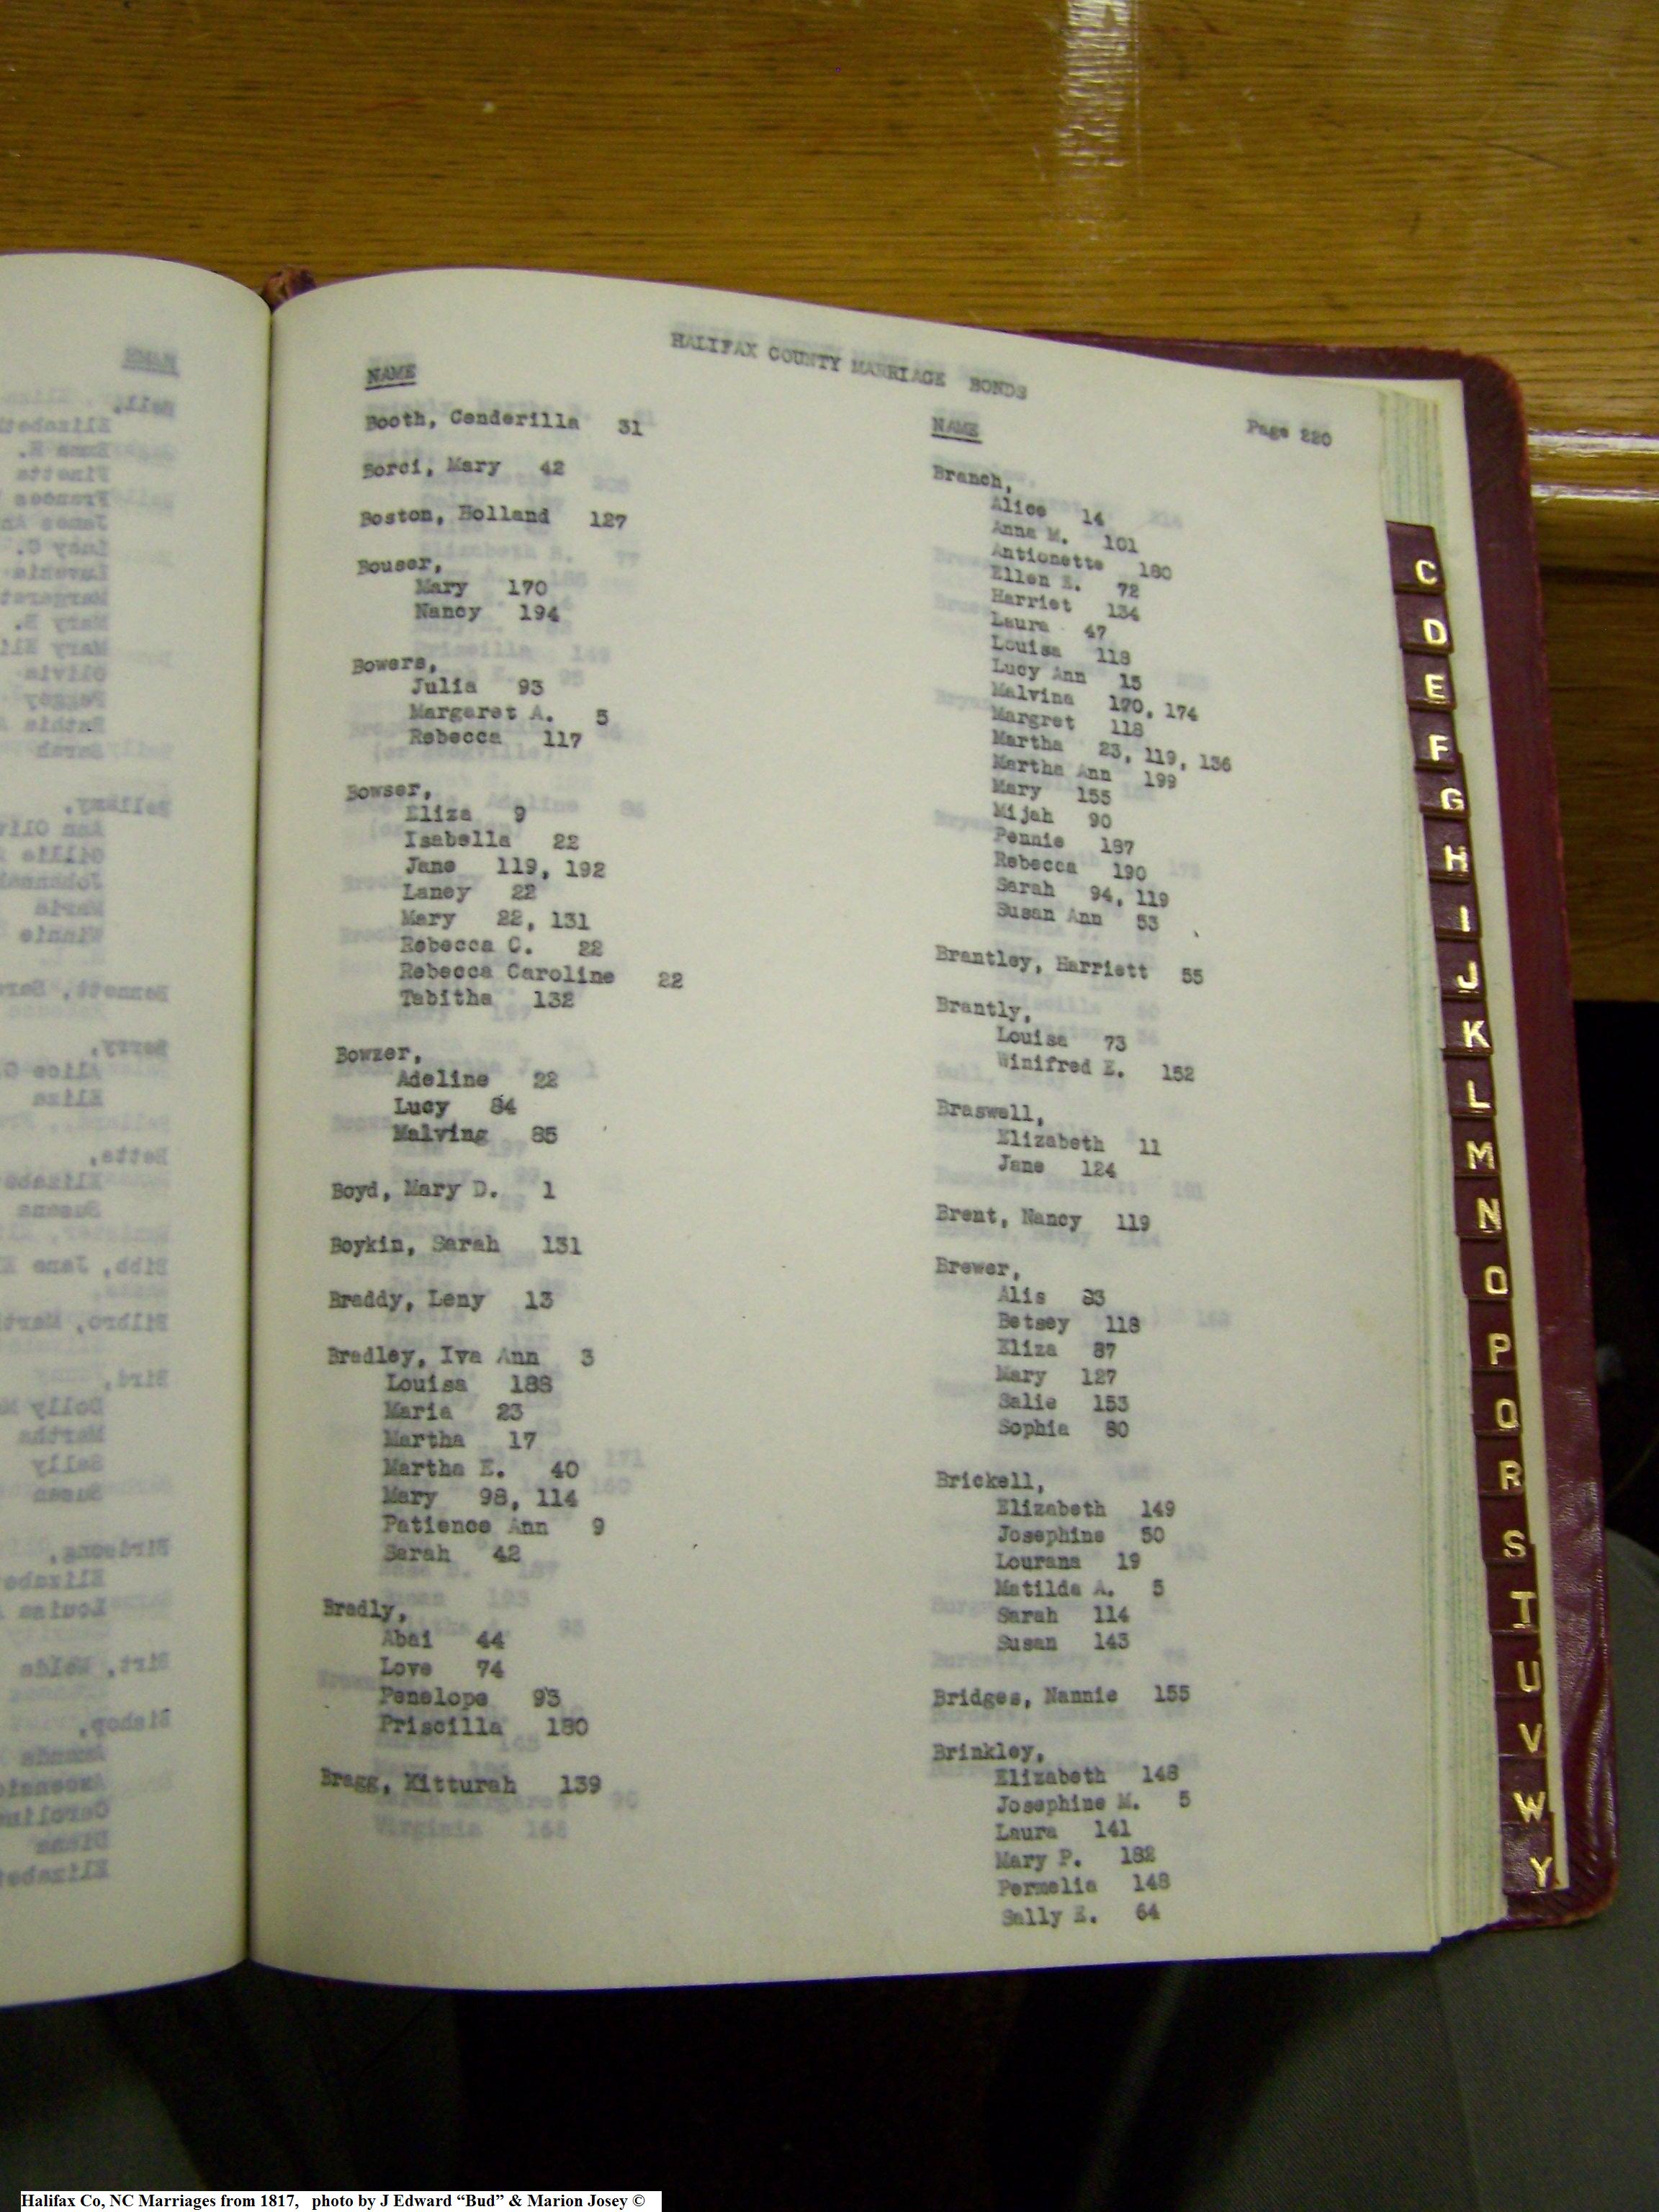 HALIFAX COUNTY MARRIAGE BONDS
Page 220
NAME
Booth, Cenderilla 31
Borci, Mary 42
Boston, Holland 127
Bouser,
Mary 170
Nancy 194
Bowers,
Julia 93
Margaret A. 5
Rebecca 117
Bowser,
Eliza 9
Isabella 22
Jane 119, 192
Laney 22
Mary 22, 131
Rebecca C. 22
Rebecca Caroline 22
Tabitha 132
Bowzer,
Adeline 22
Lucy 84
Malving 85
Boyd, Mary D. 1
Boykin, Sarah 131
Braddy, Leny 13
Bradley, Iva Ann 3
Louisa 188
Maria 23
Martha 17
Martha E. 40
Mary 98, 114
Patience Ann 9
Sarah 42
Bradly,
Abai 44
Love 74
Penelope 93
Priscilla 180
Bragg, Kitturah 139
NAME
Branch,
Alice 14
Anna M. 101
Antionette 180
Ellen E. 72
Harriet 134
Laura 47
Louisa 118
Lucy Ann 15
Malvina 170, 174
Margret 118
Martha 23, 119, 136
Martha Ann 199
Mary 155
Mijah 90
Pennie 187
Rebecca 190
Sarah 94, 119
Susan Ann 53
Brantley, Harriett 55
Brantly,
Louisa 73
Winifred E. 152
Braswell,
Elizabeth 11
Jane 124
Brent, Nancy 119
Brewer,
Alis 83
Betsey 118
Eliza 87
Mary 127
Salie 153
Sophia 80
Brickell,
Elizabeth 149
Josephine 50
Lourana 19
Matilda A. 5
Sarah 114
Susan 143
Bridges, Nannie 155
Brinkley,
Elizabeth 148
Josephine M. 5
Laura 141
Mary P. 182
Permelia 148
Sally E. 64
C
D
E
F
G
H
I
J
K
L
M
N
O
P
Q
R
S
T
U
V
W
Y
Halifax Co, NC Marriages from 1817, photo by J Edward “Bud” & Marion Josey ©